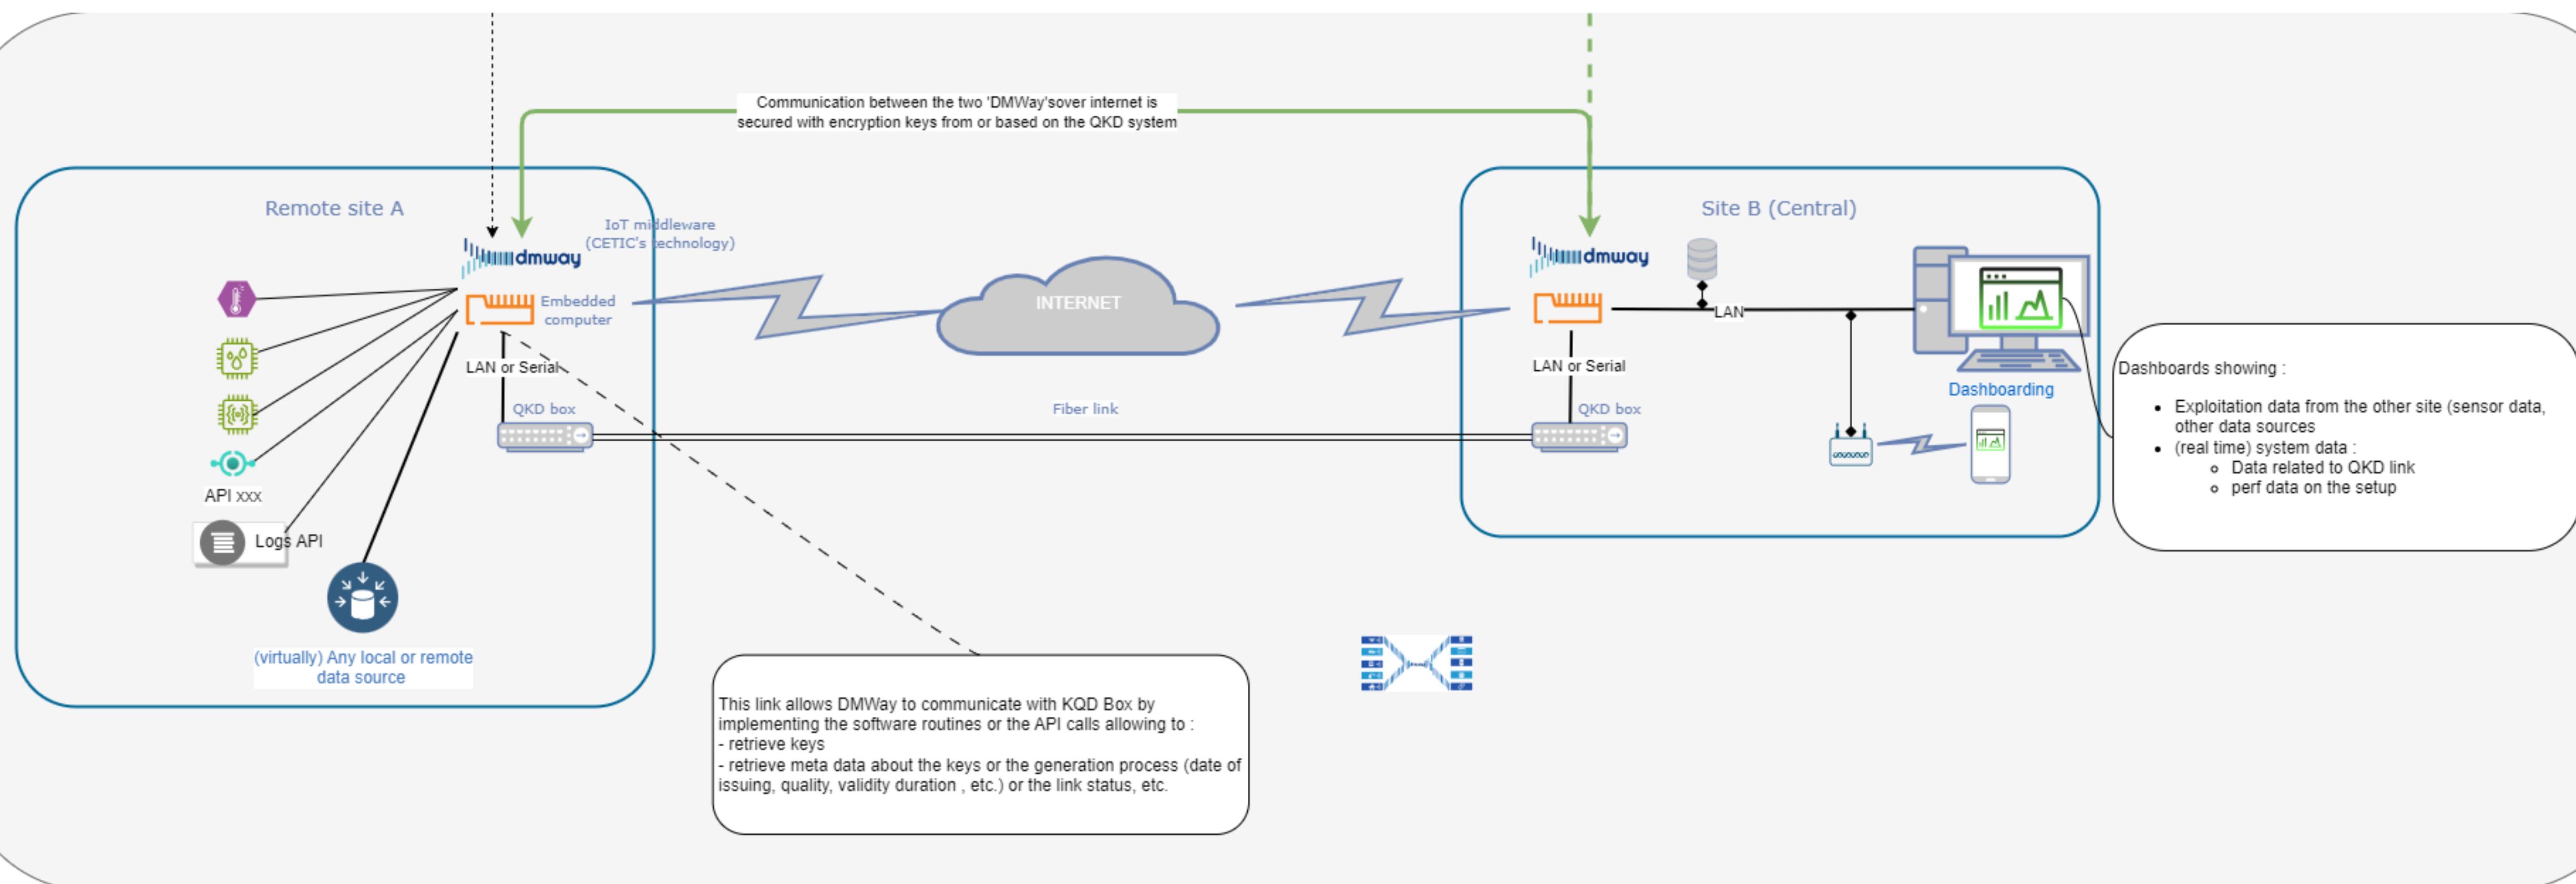 Communication between the two 'DMWay'sover internet is
secured with encryption keys from or based on the QKD system
Remote site A
IoT middleware
(CETIC's technology)
dmway
Embedded
computer
LAN or Serial
QKD box
API xxx
Logs API
(virtually) Any local or remote
data source
INTERNET
Fiber link
Site B (Central)
dmway
LAN
LAN or Serial
QKD box
Dashboarding
Dashboards showing :
• Exploitation data from the other site (sensor data,
other data sources
• (real time) system data :
o Data related to QKD link
o perf data on the setup
This link allows DMWay to communicate with KQD Box by
implementing the software routines or the API calls allowing to :
- retrieve keys
- retrieve meta data about the keys or the generation process (date of
issuing, quality, validity duration , etc.) or the link status, etc.